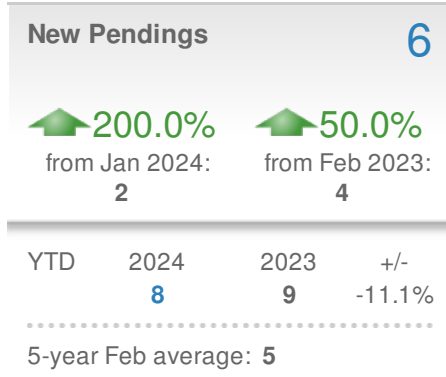 New Pendings 6
200.0% 50.0%
from Jan 2024: from Feb 2023:
2 4
YTD 2024 2023 +/-
8 9 -11.1%
5-year Feb average: 5